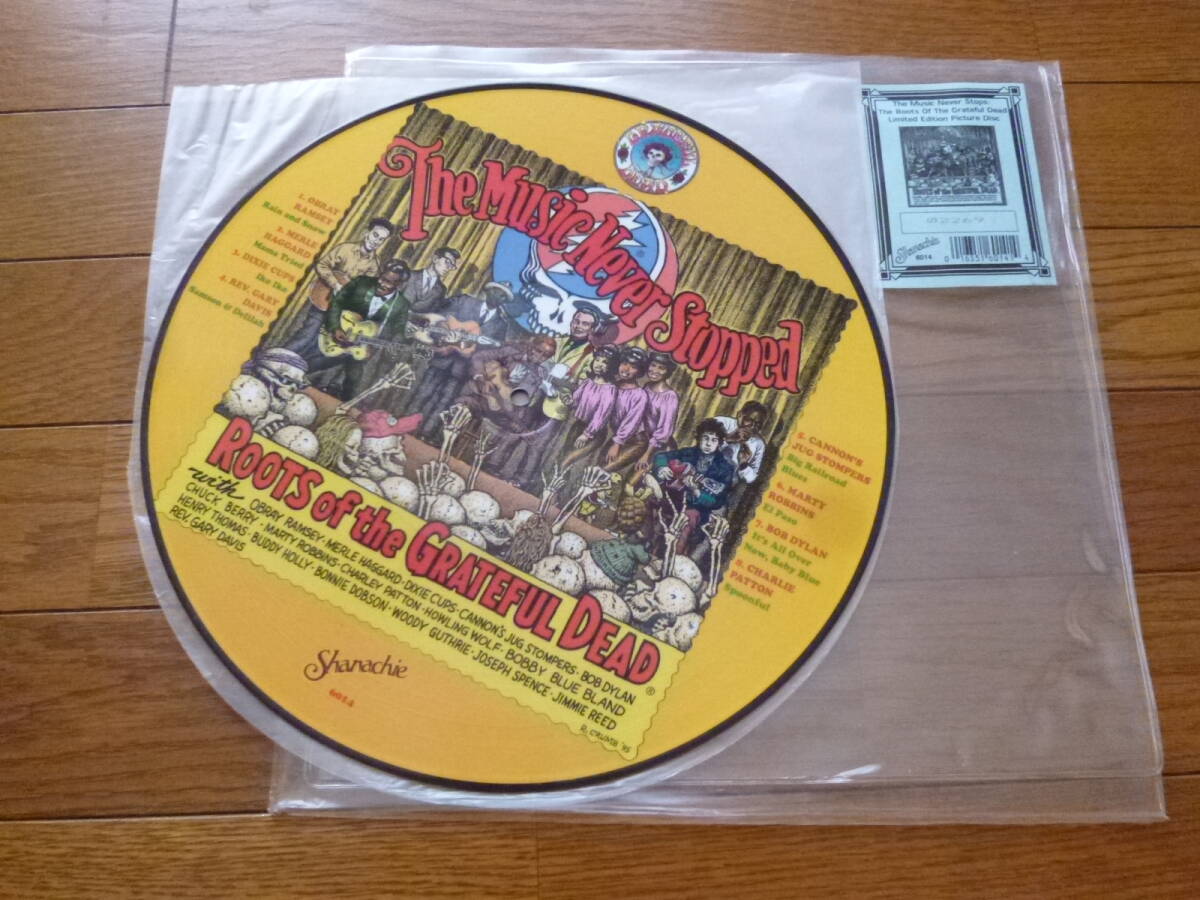 The Music Never Stopped
1. OBRAY
RAMSEY
Rain and Snow
2. MERLE
HAGGARD
Mama Tried
3. DIXIE CUPS
Iko Iko
4. REV. GARY
DAVIS
Samson & Delilah
5. CANNON'S
JUG STOMPERS
Big Railroad
Blues
6. MARTY
ROBBINS
El Paso
7. BOB DYLAN
It's All Over
Now, Baby Blue
8. CHARLIE
PATTON
Spoonful
ROOTS of the GRATEFUL DEAD
®
with OBRAY RAMSEY · MERLE HAGGARD · DIXIE CUPS · CANNON'S JUG STOMPERS · BOB DYLAN
CHUCK BERRY · MARTY ROBBINS · CHARLEY PATTON · HOWLING WOLF · BOBBY BLUE BLAND
HENRY THOMAS · BUDDY HOLLY · BONNIE DOBSON · WOODY GUTHRIE · JOSEPH SPENCE · JIMMIE REED
REV. GARY DAVIS
R. CRUMB '95
Shanachie
6014
The Music Never Stops:
The Roots Of The Grateful Dead
Limited Edition Picture Disc
02269
Shanachie
6014